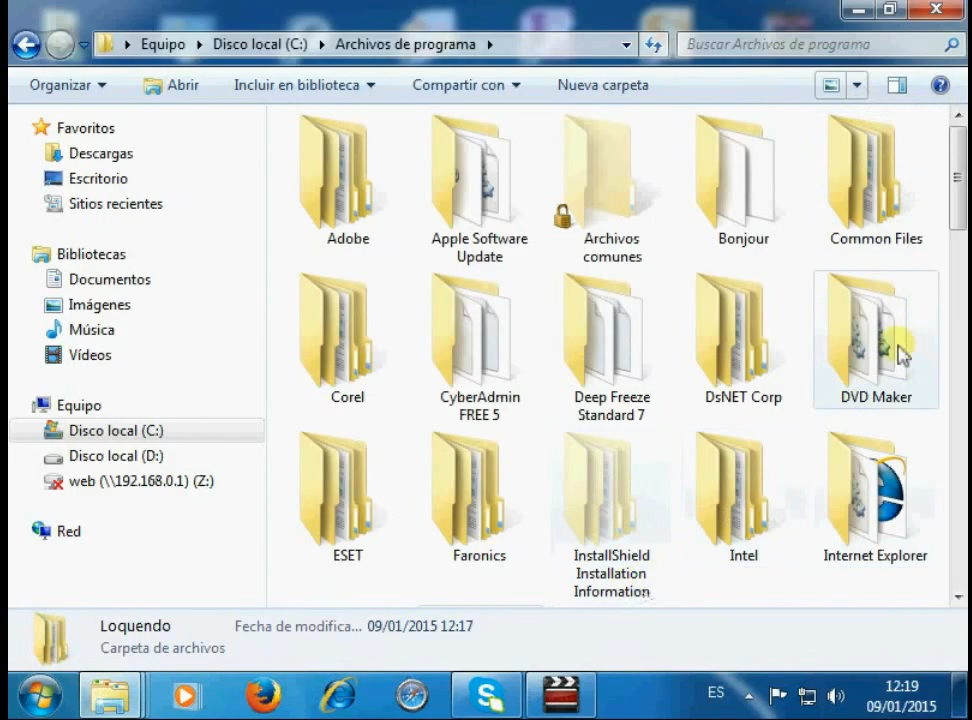 Equipo ▸ Disco local (C:) ▸ Archivos de programa ▸
Buscar Archivos de programa
Organizar
Abrir
Incluir en biblioteca
Compartir con
Nueva carpeta
Favoritos
Descargas
Escritorio
Sitios recientes
Bibliotecas
Documentos
Imágenes
Música
Vídeos
Equipo
Disco local (C:)
Disco local (D:)
web (\\192.168.0.1) (Z:)
Red
Adobe
Apple Software
Update
Archivos
comunes
Bonjour
Common Files
Corel
CyberAdmin
FREE 5
Deep Freeze
Standard 7
DsNET Corp
DVD Maker
ESET
Faronics
InstallShield
Installation
Information
Intel
Internet Explorer
Loquendo
Fecha de modifica... 09/01/2015 12:17
Carpeta de archivos
ES
12:19
09/01/2015